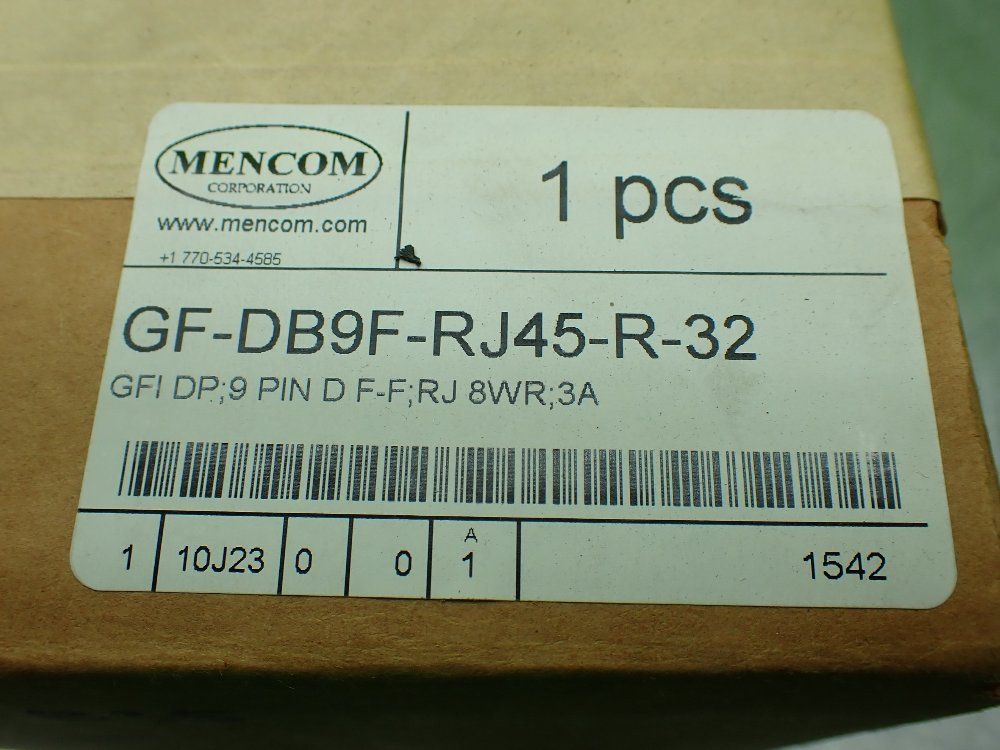 MENCOM
CORPORATION
www.mencom.com
+1 770-534-4585
1 pcs
GF-DB9F-RJ45-R-32
GFI DP;9 PIN D F-F;RJ 8WR;3A
1 10J23 0 0 A 1 1542